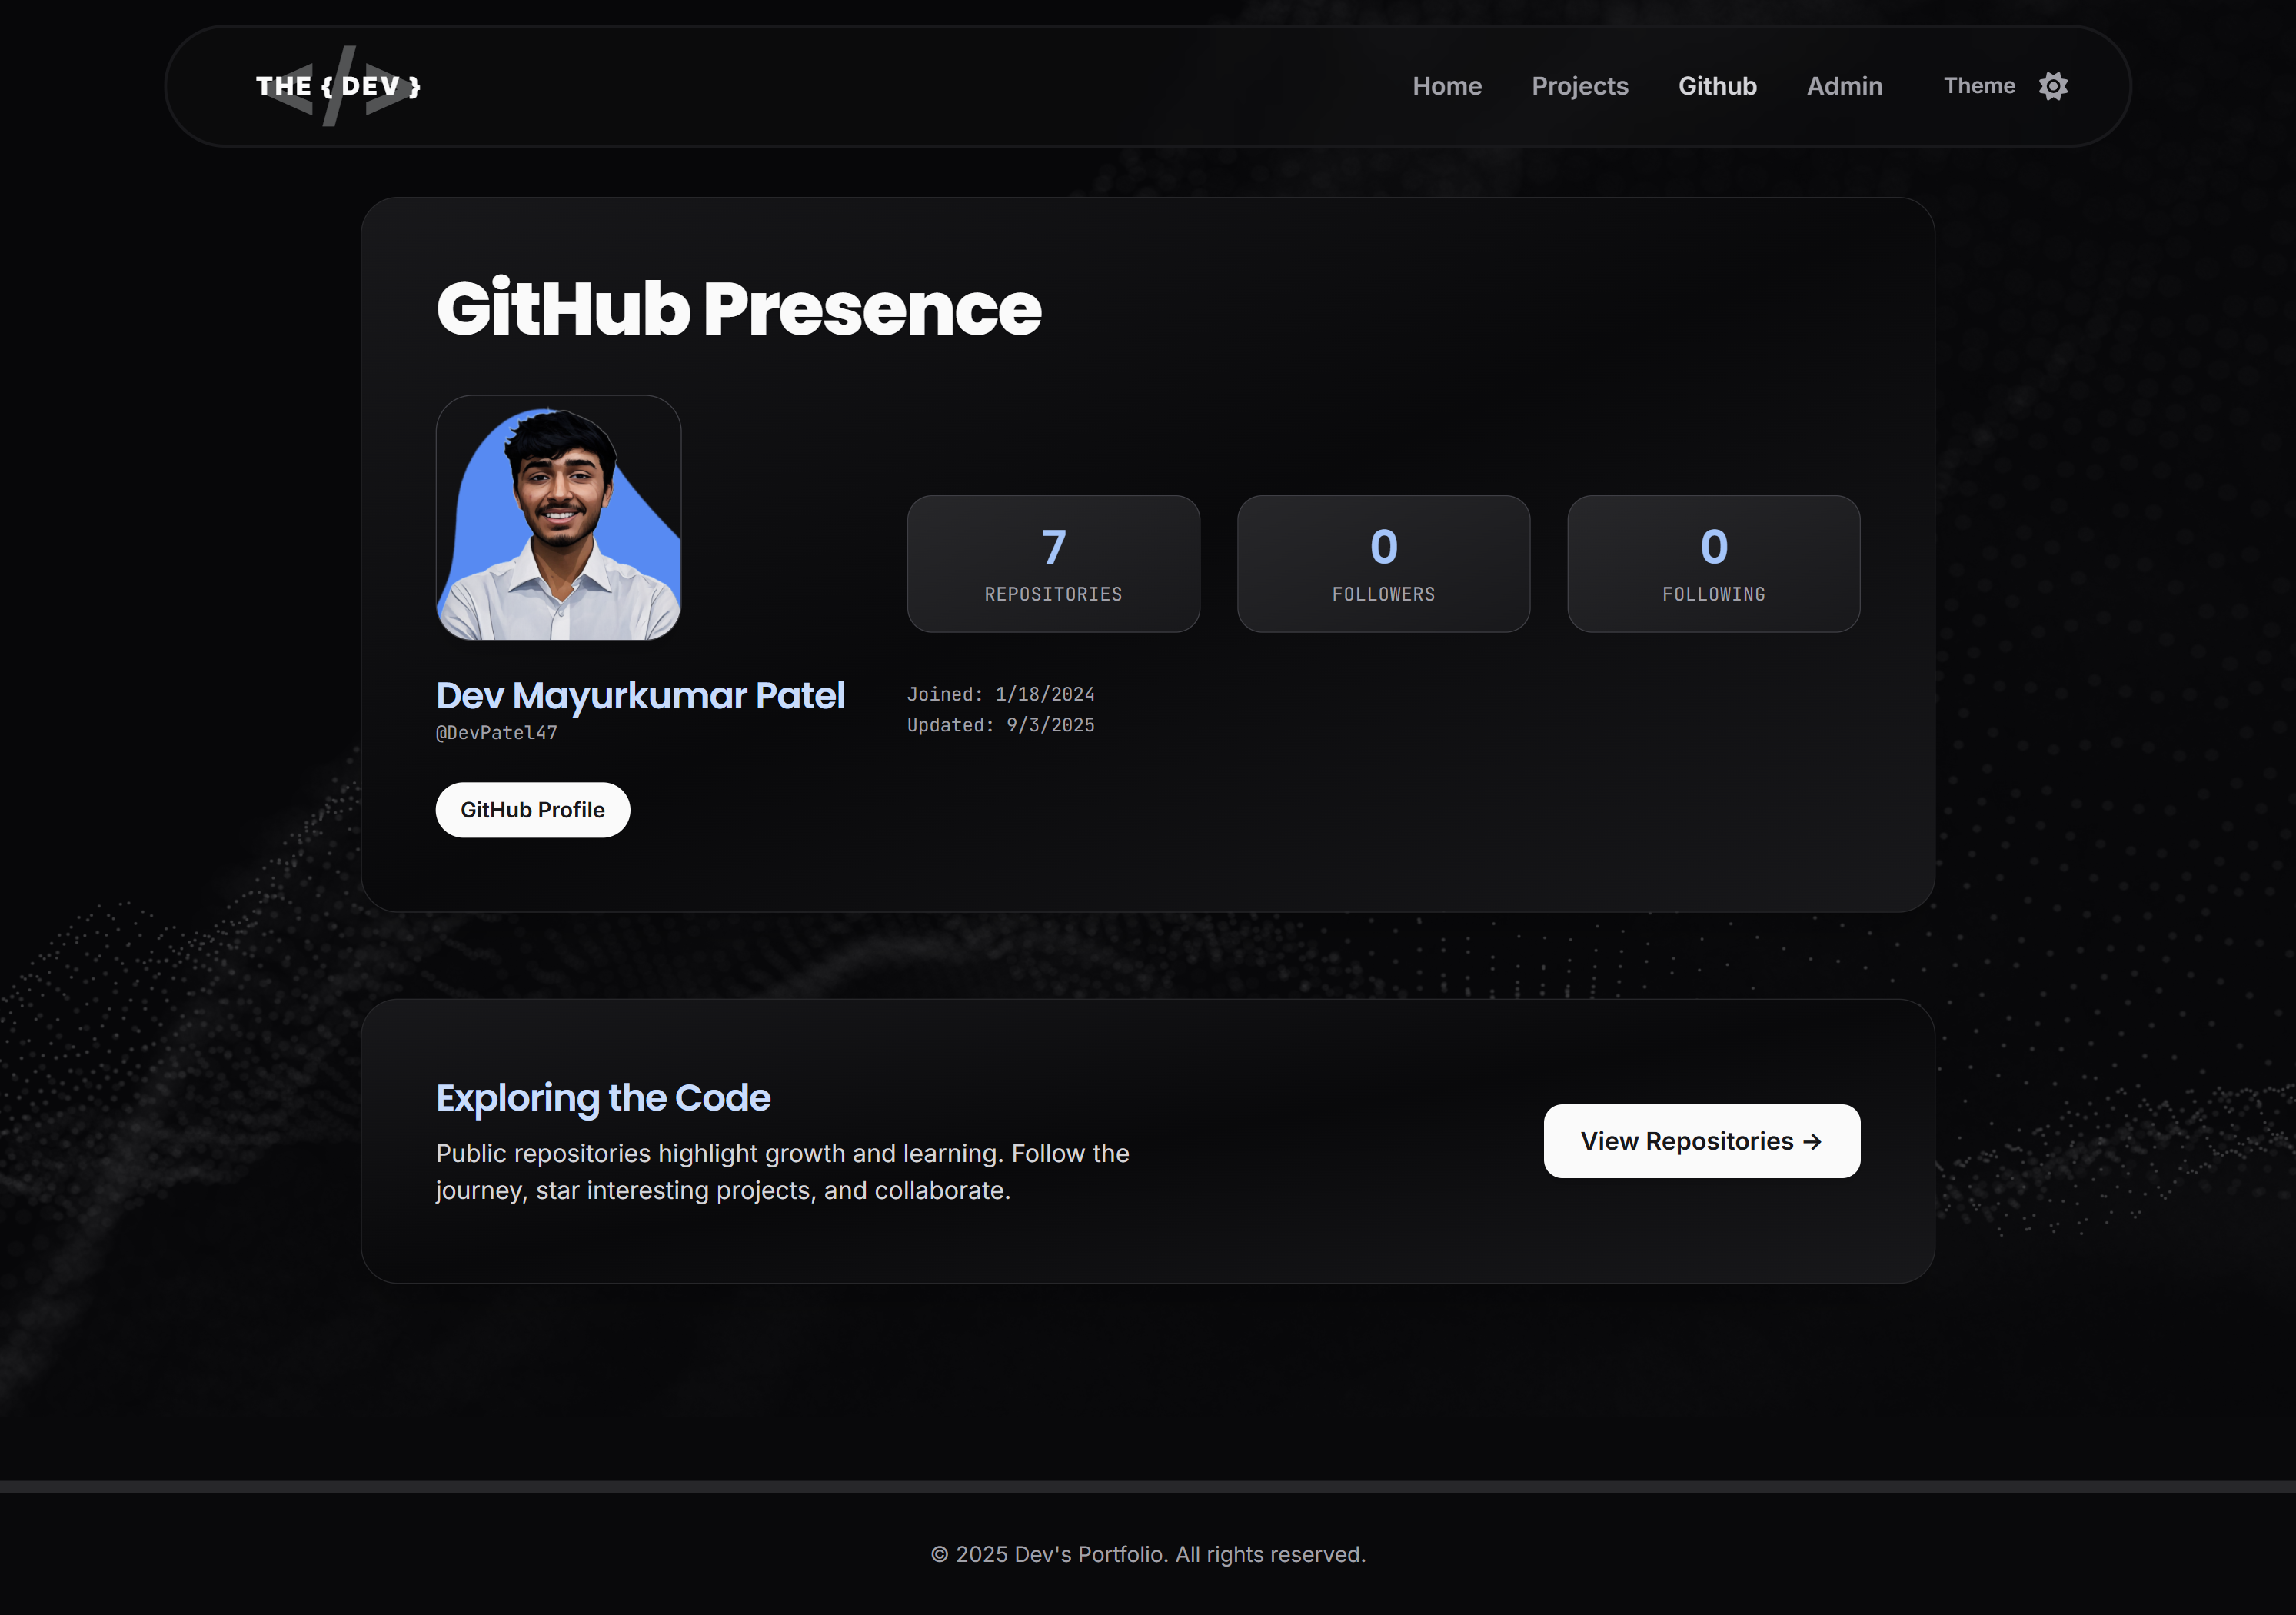 THE { DEV }
</>
Home Projects Github Admin Theme
GitHub Presence
7
REPOSITORIES
0
FOLLOWERS
0
FOLLOWING
Dev Mayurkumar Patel
@DevPatel47
Joined: 1/18/2024
Updated: 9/3/2025
GitHub Profile
Exploring the Code
Public repositories highlight growth and learning. Follow the
journey, star interesting projects, and collaborate.
View Repositories →
© 2025 Dev's Portfolio. All rights reserved.